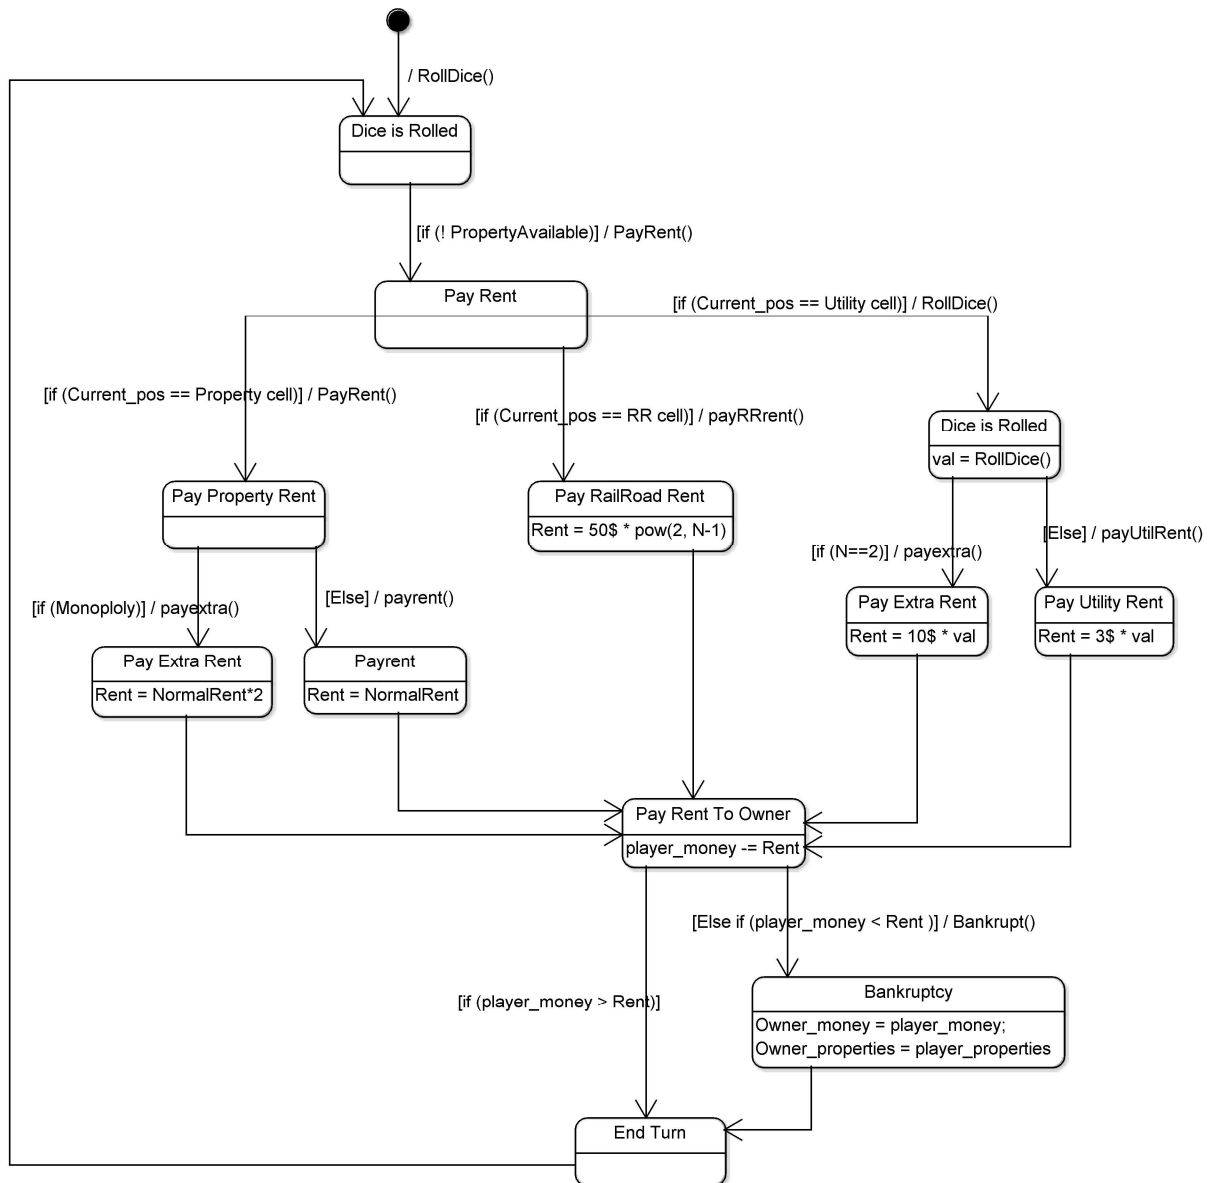 / RollDice()
Dice is Rolled
[if (! PropertyAvailable)] / PayRent()
Pay Rent
[if (Current_pos == Utility cell)] / RollDice()
[if (Current_pos == Property cell)] / PayRent()
[if (Current_pos == RR cell)] / payRRrent()
Dice is Rolled
val = RollDice()
Pay Property Rent
Pay RailRoad Rent
Rent = 50$ * pow(2, N-1)
[if (N==2)] / payextra()
[Else] / payUtilRent()
[if (Monoploly)] / payextra()
[Else] / payrent()
Pay Extra Rent
Rent = 10$ * val
Pay Utility Rent
Rent = 3$ * val
Pay Extra Rent
Rent = NormalRent*2
Payrent
Rent = NormalRent
Pay Rent To Owner
player_money -= Rent
[Else if (player_money < Rent )] / Bankrupt()
[if (player_money > Rent)]
Bankruptcy
Owner_money = player_money;
Owner_properties = player_properties
End Turn